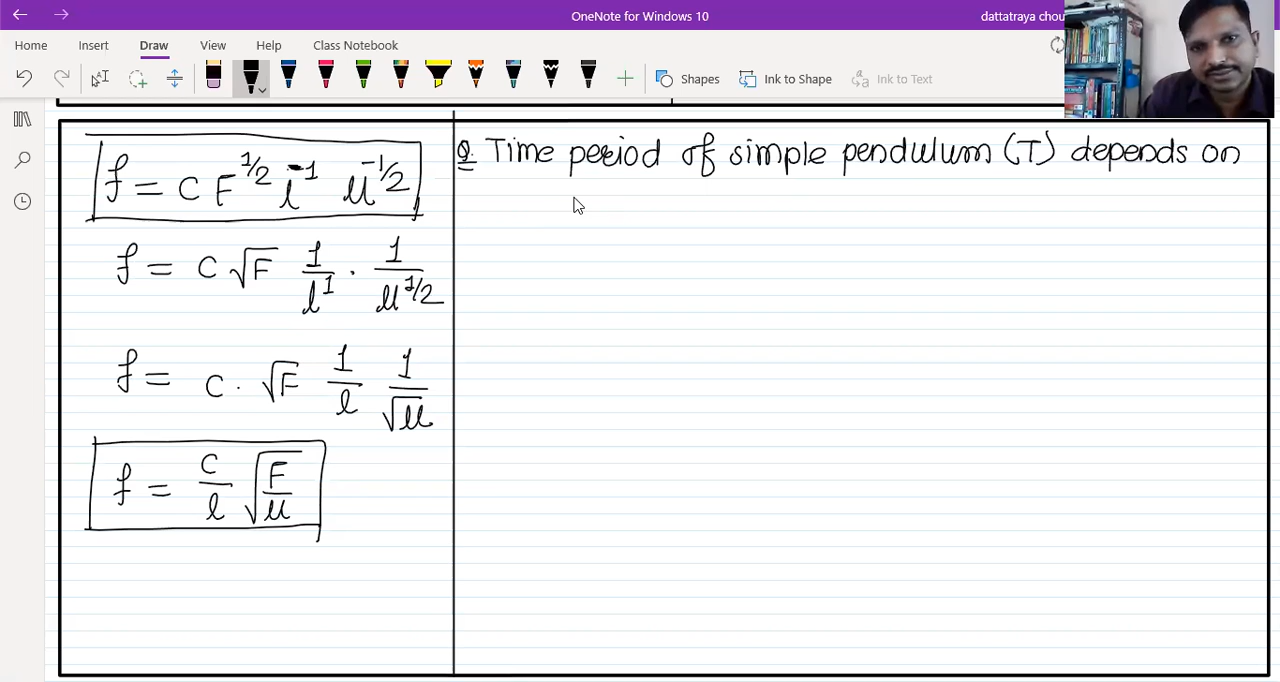 OneNote for Windows 10
dattatraya chou
Home Insert Draw View Help Class Notebook
Shapes Ink to Shape Ink to Text
f = C F^1/2 l^-1 μ^-1/2
f = C √F 1/l^1 · 1/μ^1/2
f = C · √F 1/l 1/√μ
f = C/l √F/μ
Q. Time period of simple pendulum (T) depends on